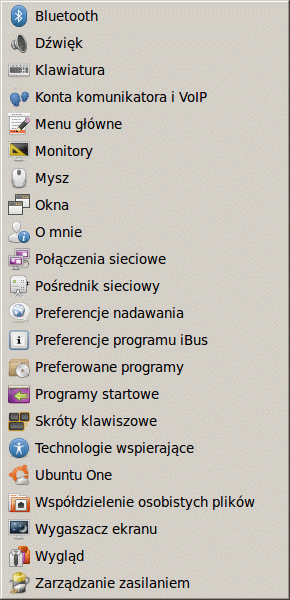 Bluetooth
Dźwięk
Klawiatura
Konta komunikatora i VoIP
Menu główne
Monitory
Mysz
Okna
O mnie
Połączenia sieciowe
Pośrednik sieciowy
Preferencje nadawania
Preferencje programu iBus
Preferowane programy
Programy startowe
Skróty klawiszowe
Technologie wspierające
Ubuntu One
Współdzielenie osobistych plików
Wygaszacz ekranu
Wygląd
Zarządzanie zasilaniem